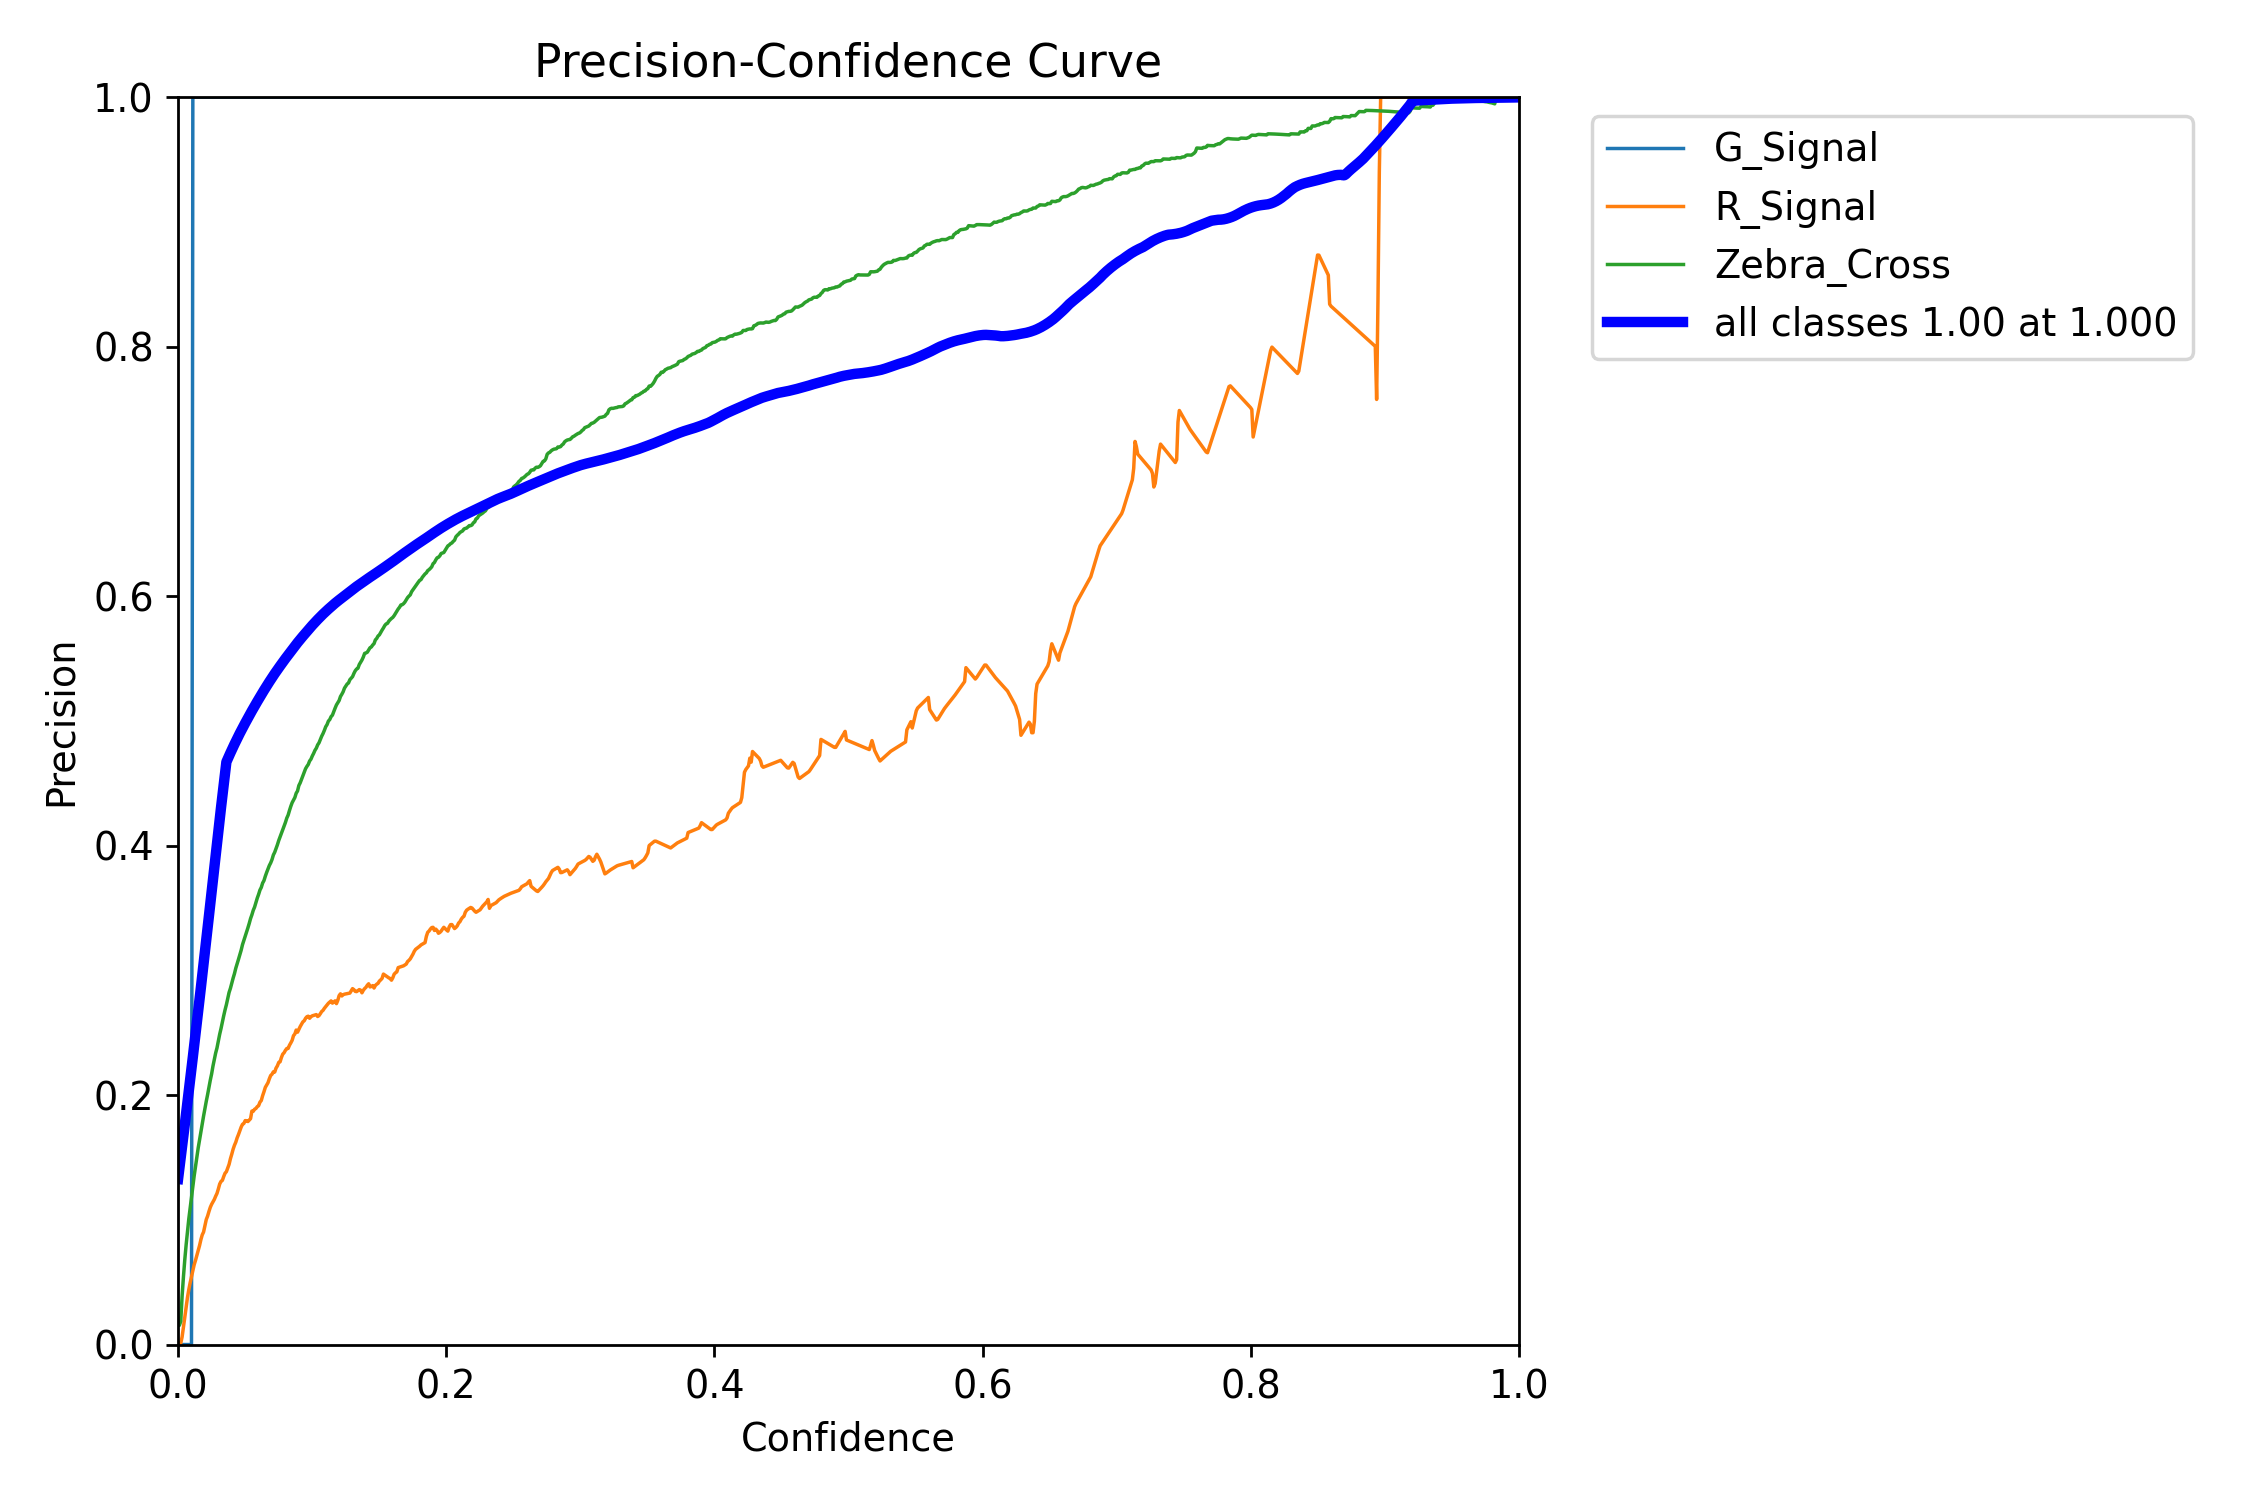 Precision-Confidence Curve
1.0
0.8
0.6
0.4
0.2
0.0
Precision
0.0 0.2 0.4 0.6 0.8 1.0
Confidence
G_Signal
R_Signal
Zebra_Cross
all classes 1.00 at 1.000